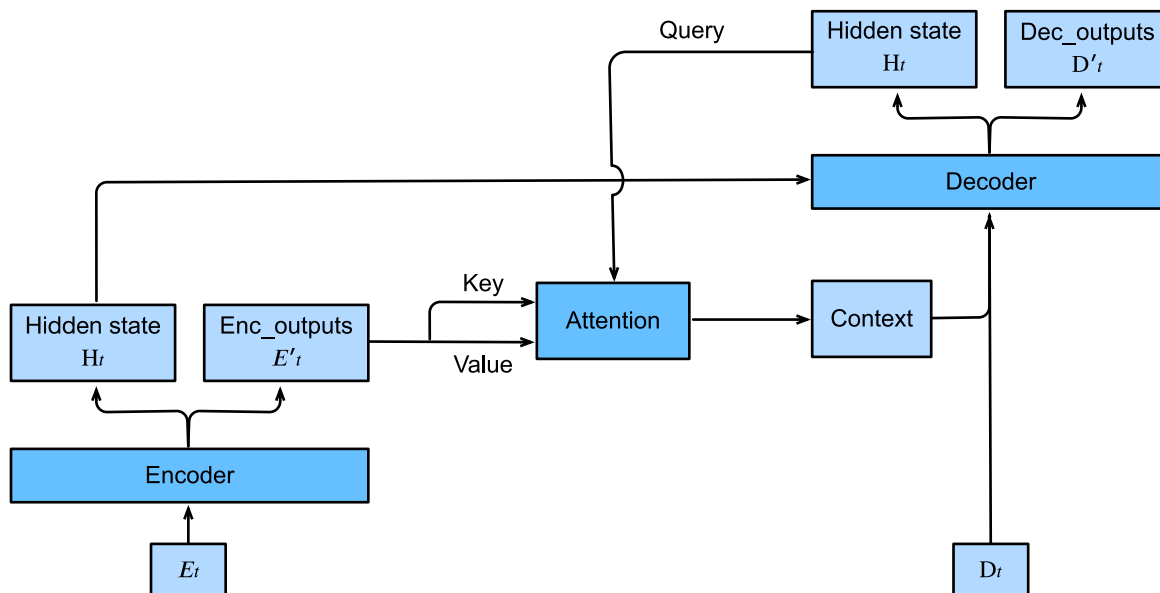 Query
Hidden state
Ht
Dec_outputs
D′t
Decoder
Key
Hidden state
Ht
Enc_outputs
E′t
Attention
Context
Value
Encoder
Et
Dt